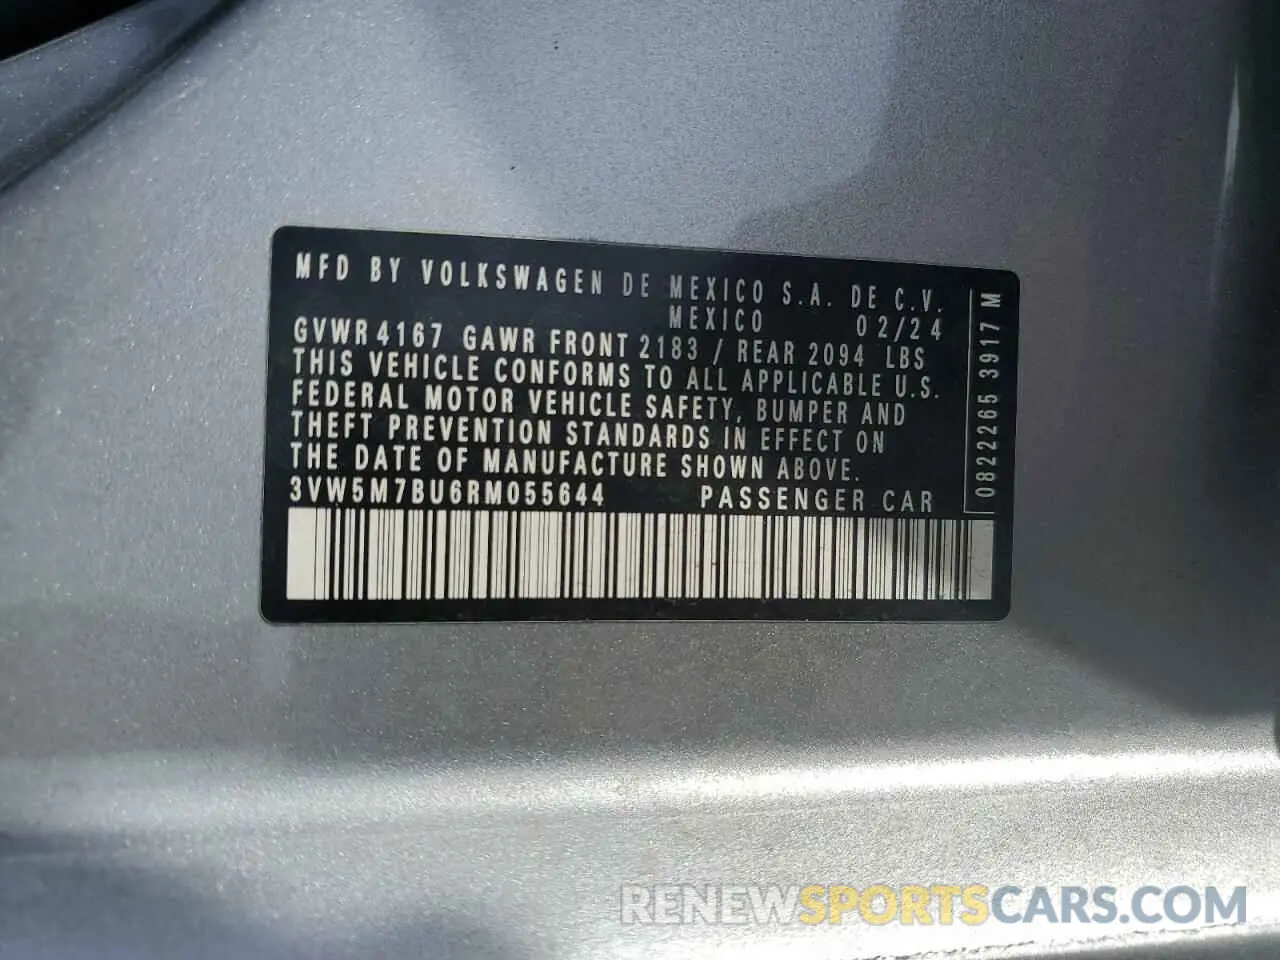 MFD BY VOLKSWAGEN DE MEXICO S.A. DE C.V.
MEXICO 02/24
GVWR 4167 GAWR FRONT 2183 / REAR 2094 LBS
THIS VEHICLE CONFORMS TO ALL APPLICABLE U.S.
FEDERAL MOTOR VEHICLE SAFETY, BUMPER AND
THEFT PREVENTION STANDARDS IN EFFECT ON
THE DATE OF MANUFACTURE SHOWN ABOVE.
3VW5M7BU6RM055644 PASSENGER CAR
0822265 3917 M
RENEWSPORTSCARS.COM